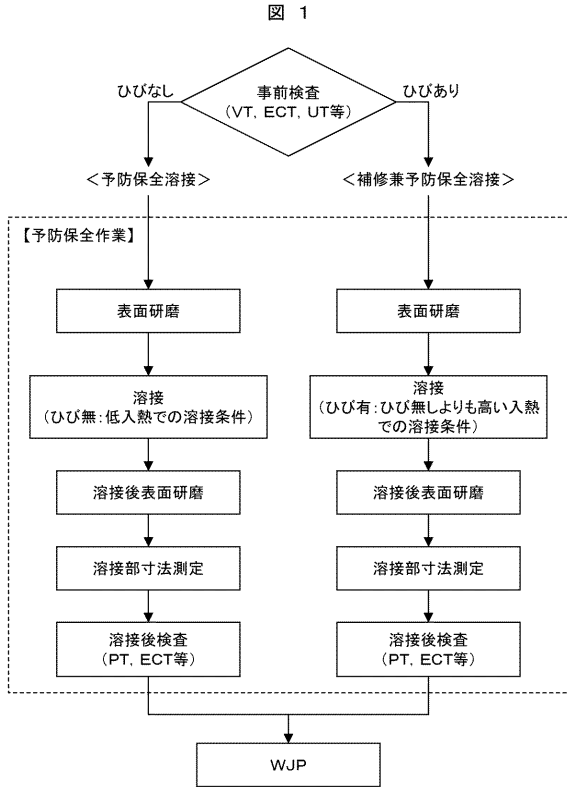 図 1
事前検査
（VT，ECT，UT等）
ひびなし
ひびあり
＜予防保全溶接＞
＜補修兼予防保全溶接＞
【予防保全作業】
表面研磨
表面研磨
溶接
（ひび無：低入熱での溶接条件）
溶接
（ひび有：ひび無しよりも高い入熱
での溶接条件）
溶接後表面研磨
溶接後表面研磨
溶接部寸法測定
溶接部寸法測定
溶接後検査
（PT，ECT等）
溶接後検査
（PT，ECT等）
WJP